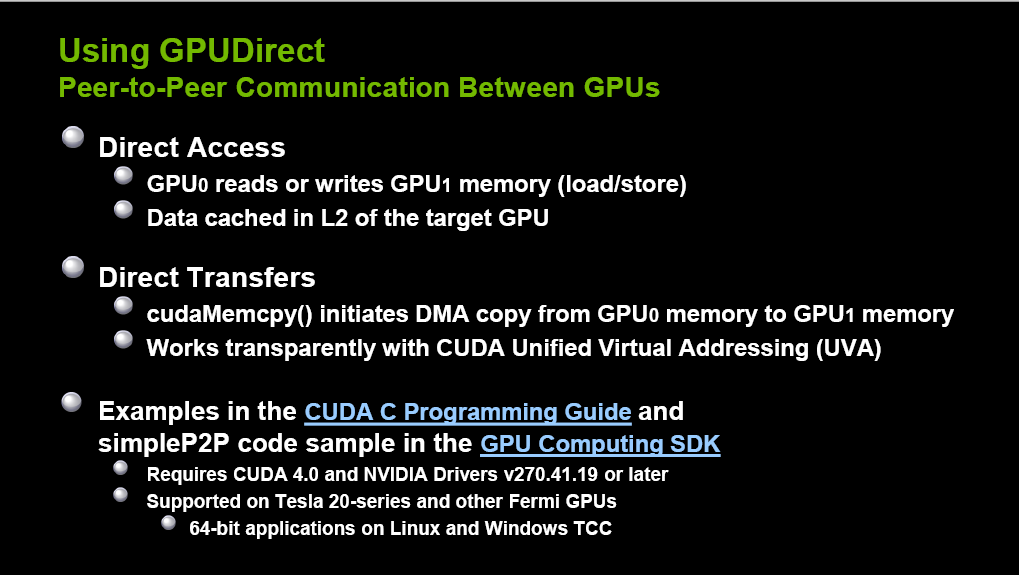 Using GPUDirect
Peer-to-Peer Communication Between GPUs
Direct Access
GPU0 reads or writes GPU1 memory (load/store)
Data cached in L2 of the target GPU
Direct Transfers
cudaMemcpy() initiates DMA copy from GPU0 memory to GPU1 memory
Works transparently with CUDA Unified Virtual Addressing (UVA)
Examples in the CUDA C Programming Guide and
simpleP2P code sample in the GPU Computing SDK
Requires CUDA 4.0 and NVIDIA Drivers v270.41.19 or later
Supported on Tesla 20-series and other Fermi GPUs
64-bit applications on Linux and Windows TCC